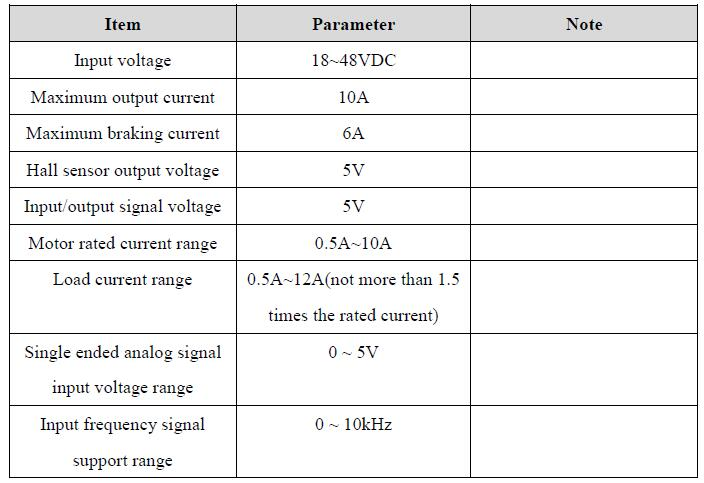 Item Parameter Note
Input voltage 18~48VDC
Maximum output current 10A
Maximum braking current 6A
Hall sensor output voltage 5V
Input/output signal voltage 5V
Motor rated current range 0.5A~10A
Load current range 0.5A~12A(not more than 1.5
times the rated current)
Single ended analog signal 0 ~ 5V
input voltage range
Input frequency signal 0 ~ 10kHz
support range